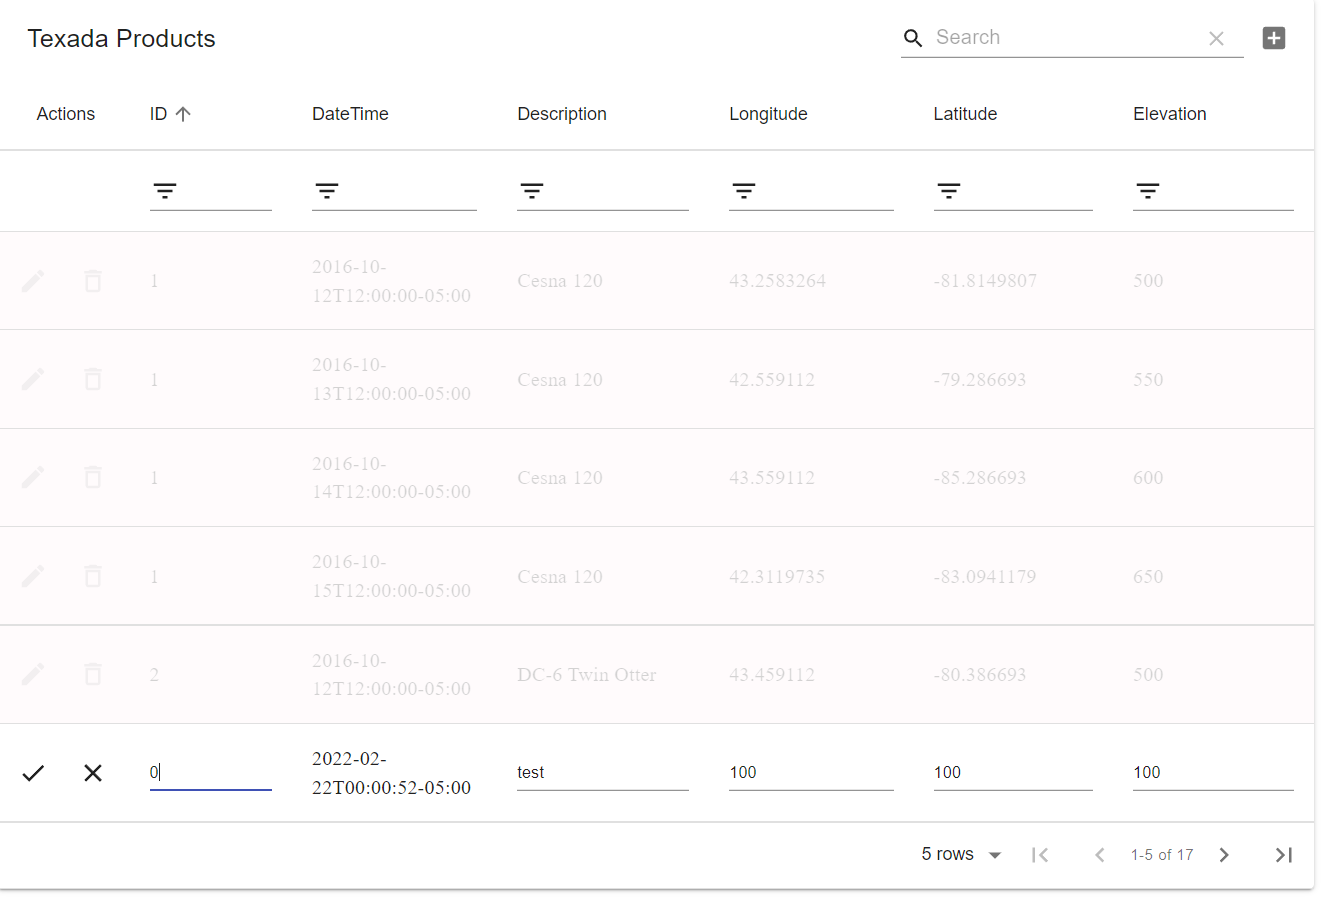 Texada Products
Search
Actions ID DateTime Description Longitude Latitude Elevation
1 2016-10-12T12:00:00-05:00 Cesna 120 43.2583264 -81.8149807 500
1 2016-10-13T12:00:00-05:00 Cesna 120 42.559112 -79.286693 550
1 2016-10-14T12:00:00-05:00 Cesna 120 43.559112 -85.286693 600
1 2016-10-15T12:00:00-05:00 Cesna 120 42.3119735 -83.0941179 650
2 2016-10-12T12:00:00-05:00 DC-6 Twin Otter 43.459112 -80.386693 500
0 2022-02-22T00:00:52-05:00 test 100 100 100
5 rows 1-5 of 17